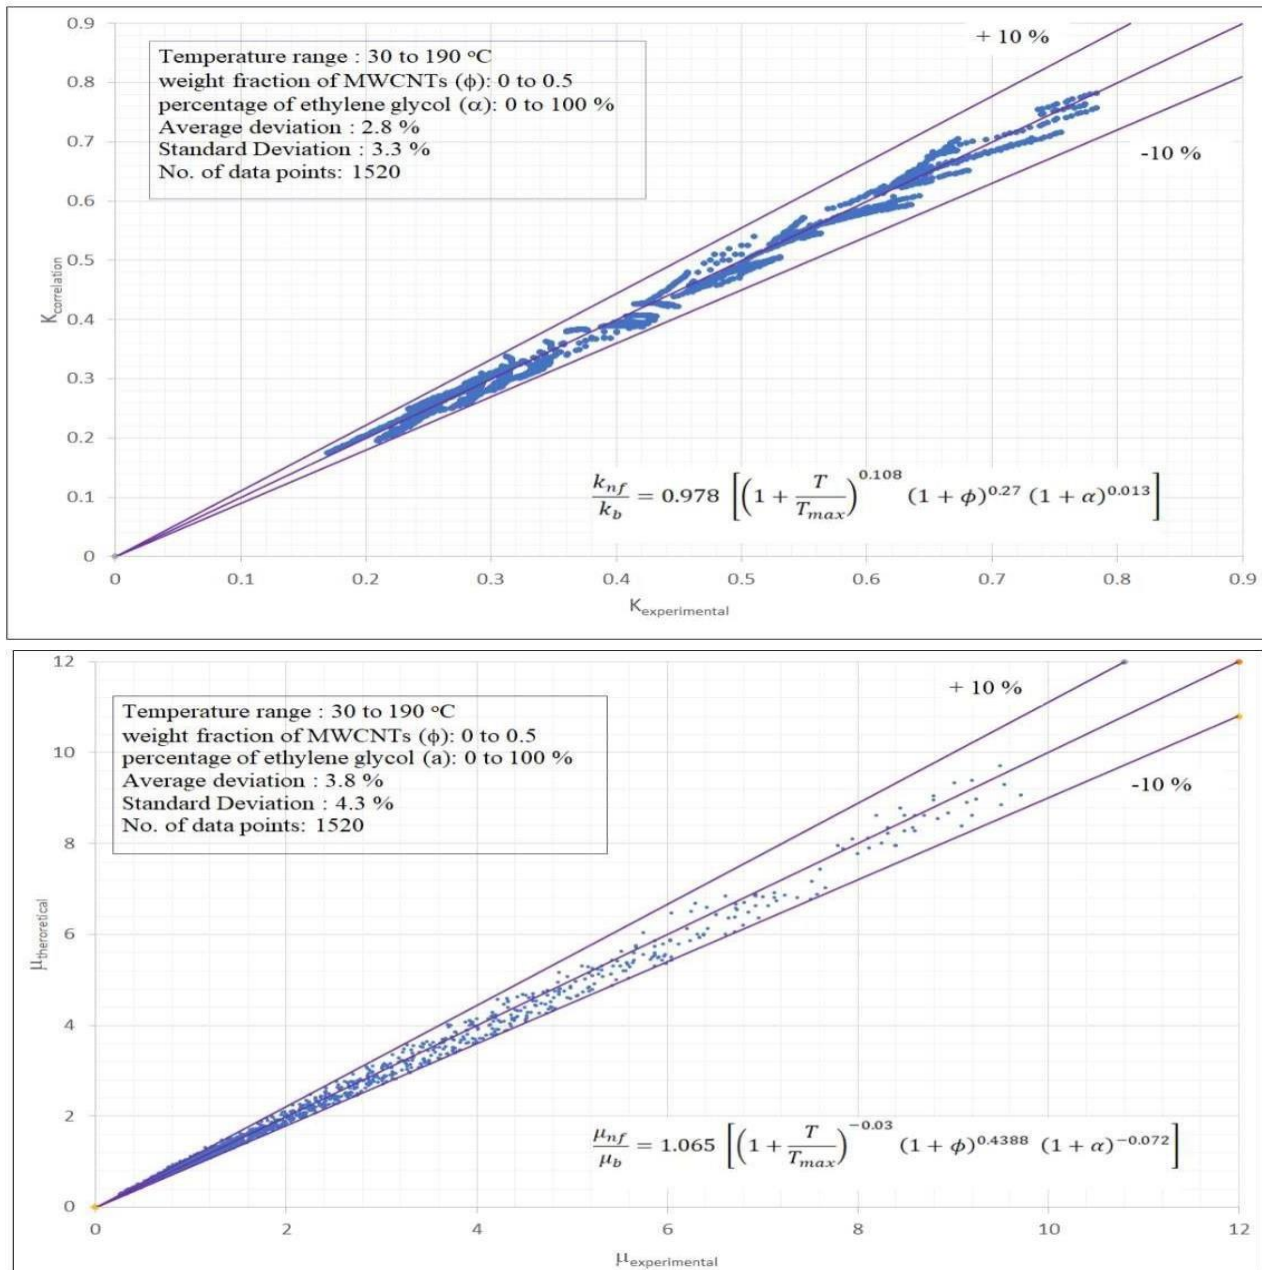 0.9
+ 10 %
Temperature range : 30 to 190 °C
weight fraction of MWCNTs (ϕ): 0 to 0.5
percentage of ethylene glycol (α): 0 to 100 %
Average deviation : 2.8 %
Standard Deviation : 3.3 %
No. of data points: 1520
0.8
0.7
-10 %
0.6
0.5
K_correlation
0.4
0.3
0.2
k_nf/k_b = 0.978 [(1 + T/T_max)^0.108 (1 + ϕ)^0.27 (1 + α)^0.013]
0.1
0
0 0.1 0.2 0.3 0.4 0.5 0.6 0.7 0.8 0.9
K_experimental
12
+ 10 %
Temperature range : 30 to 190 °C
weight fraction of MWCNTs (ϕ): 0 to 0.5
percentage of ethylene glycol (a): 0 to 100 %
Average deviation : 3.8 %
Standard Deviation : 4.3 %
No. of data points: 1520
10
-10 %
8
6
μ_theroretical
4
2
μ_nf/μ_b = 1.065 [(1 + T/T_max)^−0.03 (1 + ϕ)^0.4388 (1 + α)^−0.072]
0
0 2 4 6 8 10 12
μ_experimental